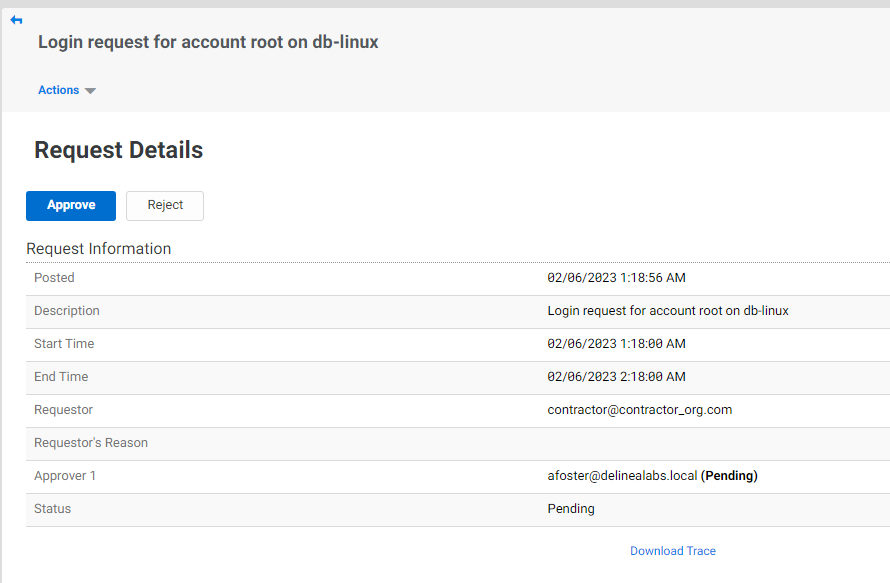 Login request for account root on db-linux
Actions
Request Details
Approve Reject
Request Information
Posted 02/06/2023 1:18:56 AM
Description Login request for account root on db-linux
Start Time 02/06/2023 1:18:00 AM
End Time 02/06/2023 2:18:00 AM
Requestor contractor@contractor_org.com
Requestor's Reason
Approver 1 afoster@delinealabs.local (Pending)
Status Pending
Download Trace